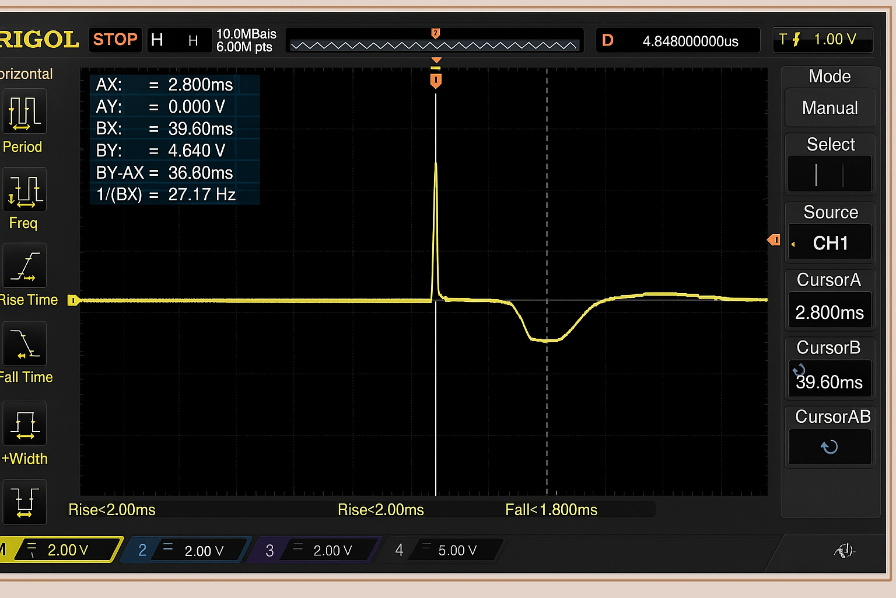 RIGOL STOP H H 10.0MBais
6.00M pts
D 4.848000000us T 1.00 V
orizontal
Period
Freq
Rise Time
Fall Time
+Width
AX: = 2.800ms
AY: = 0.000 V
BX: = 39.60ms
BY: = 4.640 V
BY-AX = 36.80ms
1/(BX) = 27.17 Hz
Mode
Manual
Select
Source
CH1
CursorA
2.800ms
CursorB
39.60ms
CursorAB
Rise<2.00ms Rise<2.00ms Fall<1.800ms
2.00 V 2 = 2.00 V 3 = 2.00 V 4 = 5.00 V